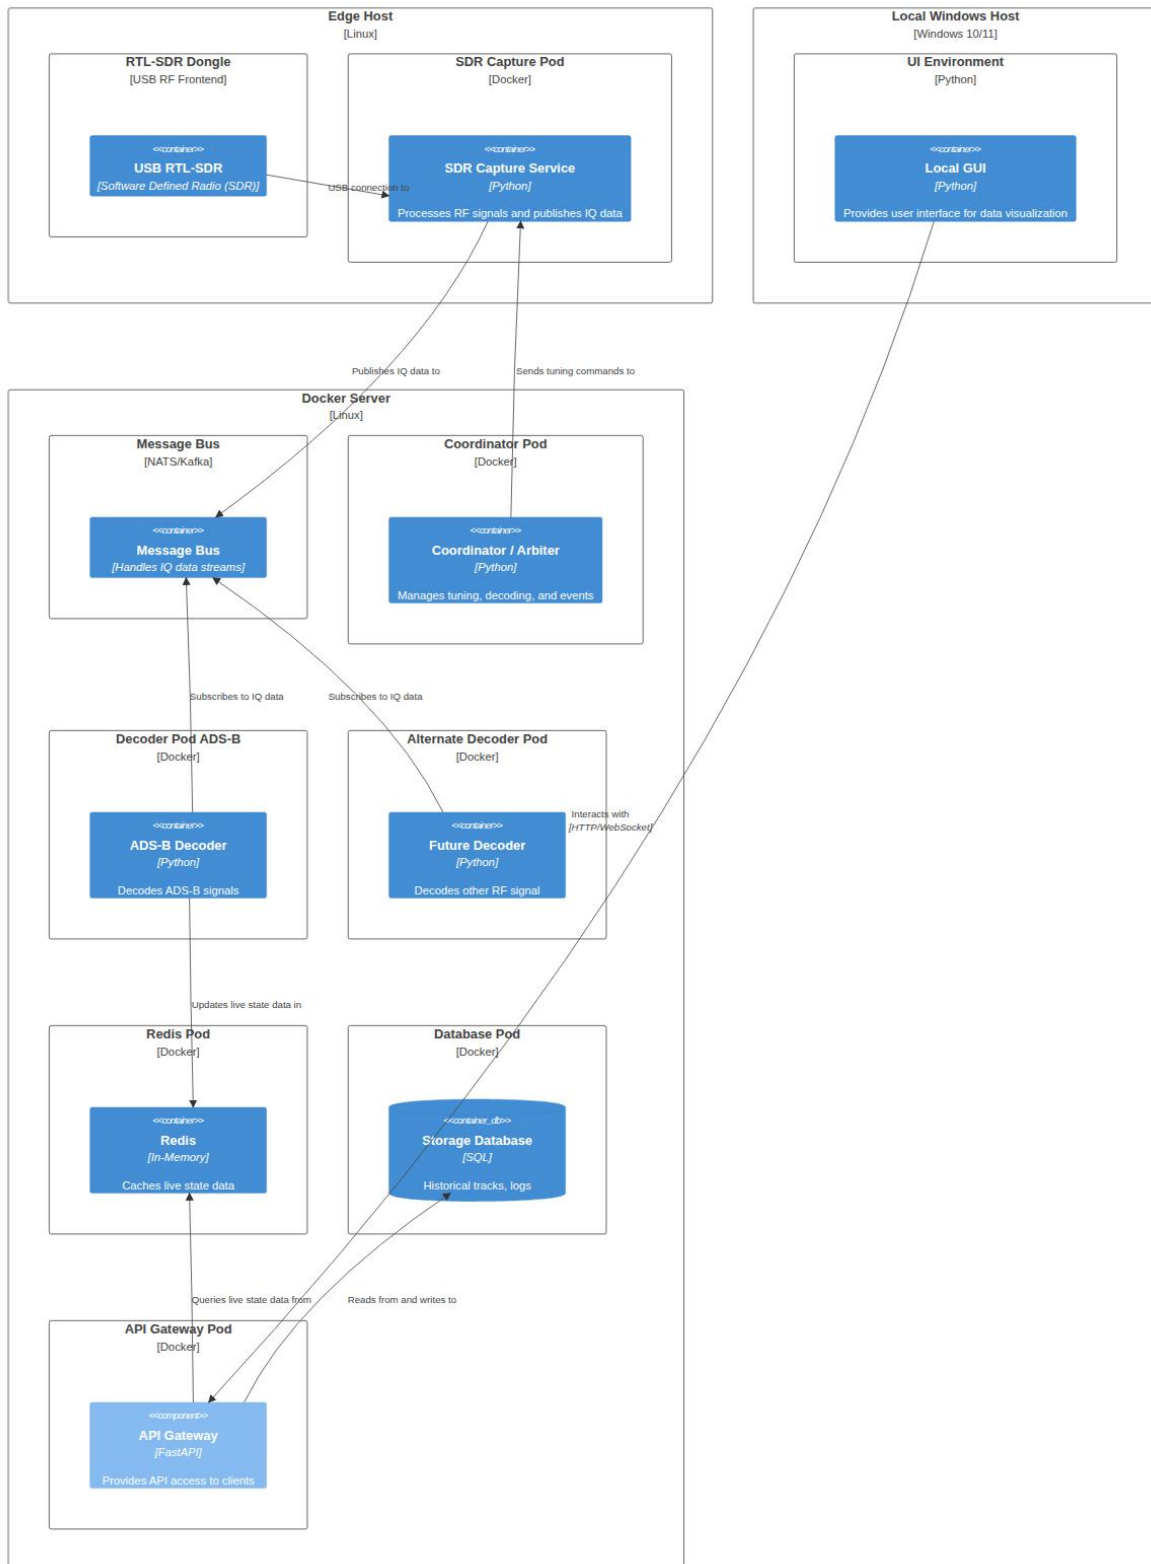 Edge Host
[Linux]
RTL-SDR Dongle
[USB RF Frontend]
<<container>>
USB RTL-SDR
[Software Defined Radio (SDR)]
USB connection to
SDR Capture Pod
[Docker]
<<container>>
SDR Capture Service
[Python]
Processes RF signals and publishes IQ data
Local Windows Host
[Windows 10/11]
UI Environment
[Python]
<<container>>
Local GUI
[Python]
Provides user interface for data visualization
Publishes IQ data to
Sends tuning commands to
Docker Server
[Linux]
Message Bus
[NATS/Kafka]
<<container>>
Message Bus
[Handles IQ data streams]
Coordinator Pod
[Docker]
<<container>>
Coordinator / Arbiter
[Python]
Manages tuning, decoding, and events
Subscribes to IQ data
Subscribes to IQ data
Decoder Pod ADS-B
[Docker]
<<container>>
ADS-B Decoder
[Python]
Decodes ADS-B signals
Alternate Decoder Pod
[Docker]
<<container>>
Future Decoder
[Python]
Decodes other RF signal
Interacts with
[HTTP/WebSocket]
Updates live state data in
Redis Pod
[Docker]
<<container>>
Redis
[In-Memory]
Caches live state data
Database Pod
[Docker]
<<container_db>>
Storage Database
[SQL]
Historical tracks, logs
Queries live state data from
Reads from and writes to
API Gateway Pod
[Docker]
<<component>>
API Gateway
[FastAPI]
Provides API access to clients